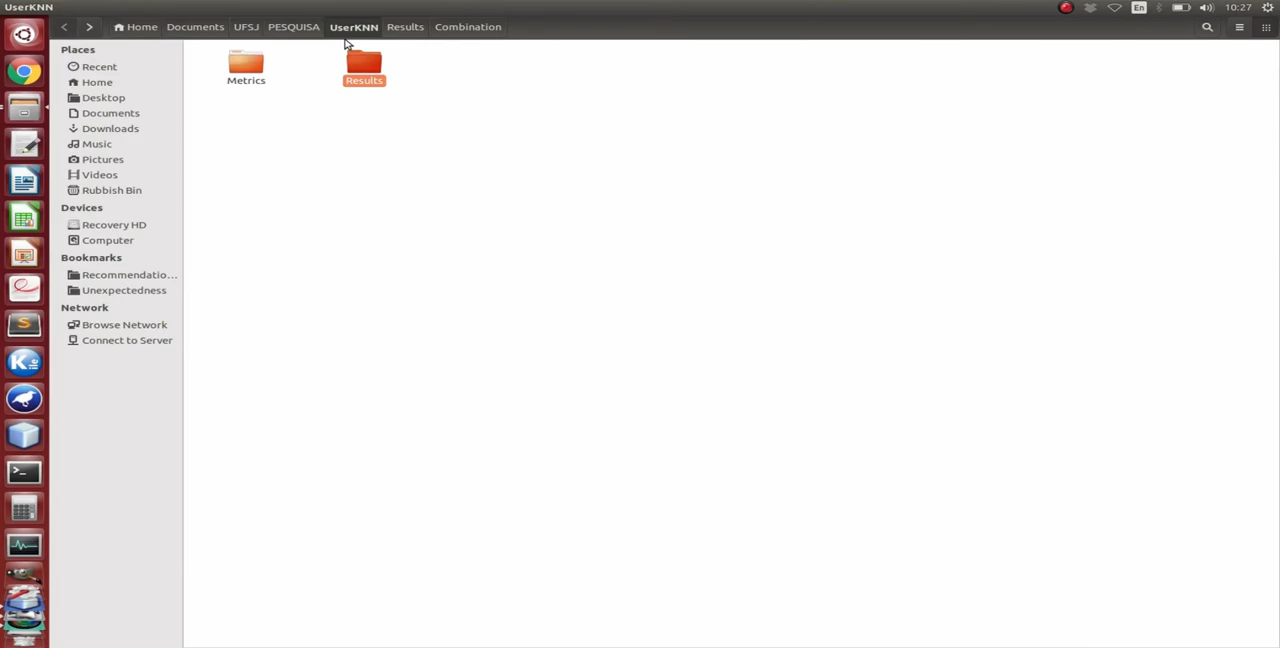 UserKNN
En
10:27
Home Documents UFSJ PESQUISA UserKNN Results Combination
Places
Recent
Home
Desktop
Documents
Downloads
Music
Pictures
Videos
Rubbish Bin
Devices
Recovery HD
Computer
Bookmarks
Recommendatio...
Unexpectedness
Network
Browse Network
Connect to Server
Metrics
Results